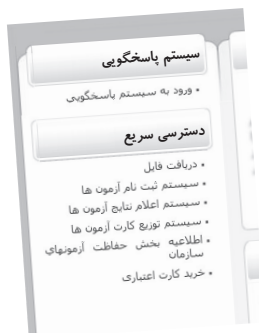 سیستم پاسخگویی
• ورود به سیستم پاسخگویی
دسترسی سریع
• دریافت فایل
• سیستم ثبت نام آزمون ها
• سیستم اعلام نتایج آزمون ها
• سیستم توزیع کارت آزمون ها
• اطلاعیه بخش حفاظت آزمونهای
سازمان
• خرید کارت اعتباری